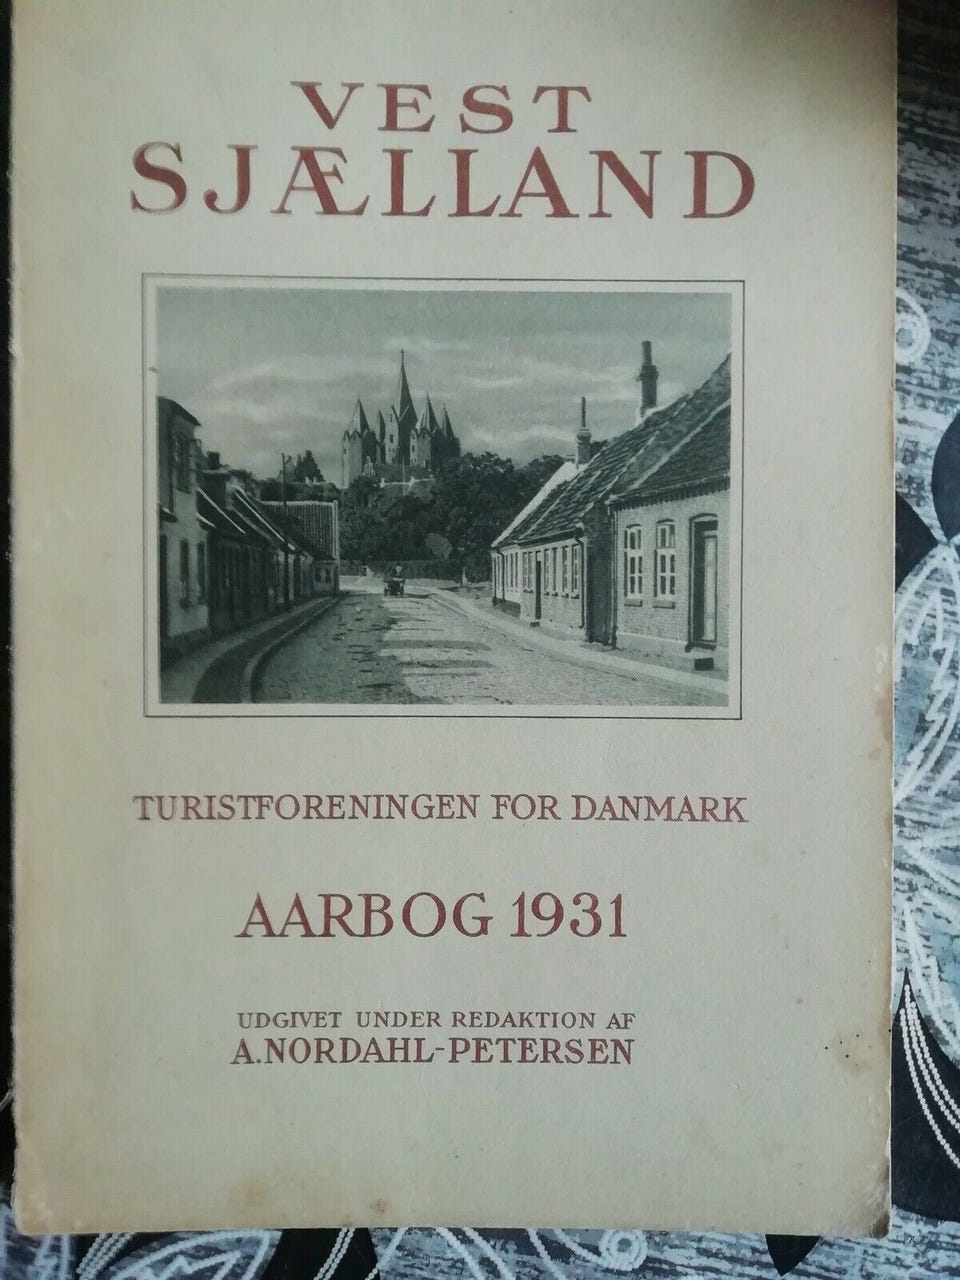 VEST
SJÆLLAND
TURISTFORENINGEN FOR DANMARK
AARBOG 1931
UDGIVET UNDER REDAKTION AF
A.NORDAHL-PETERSEN